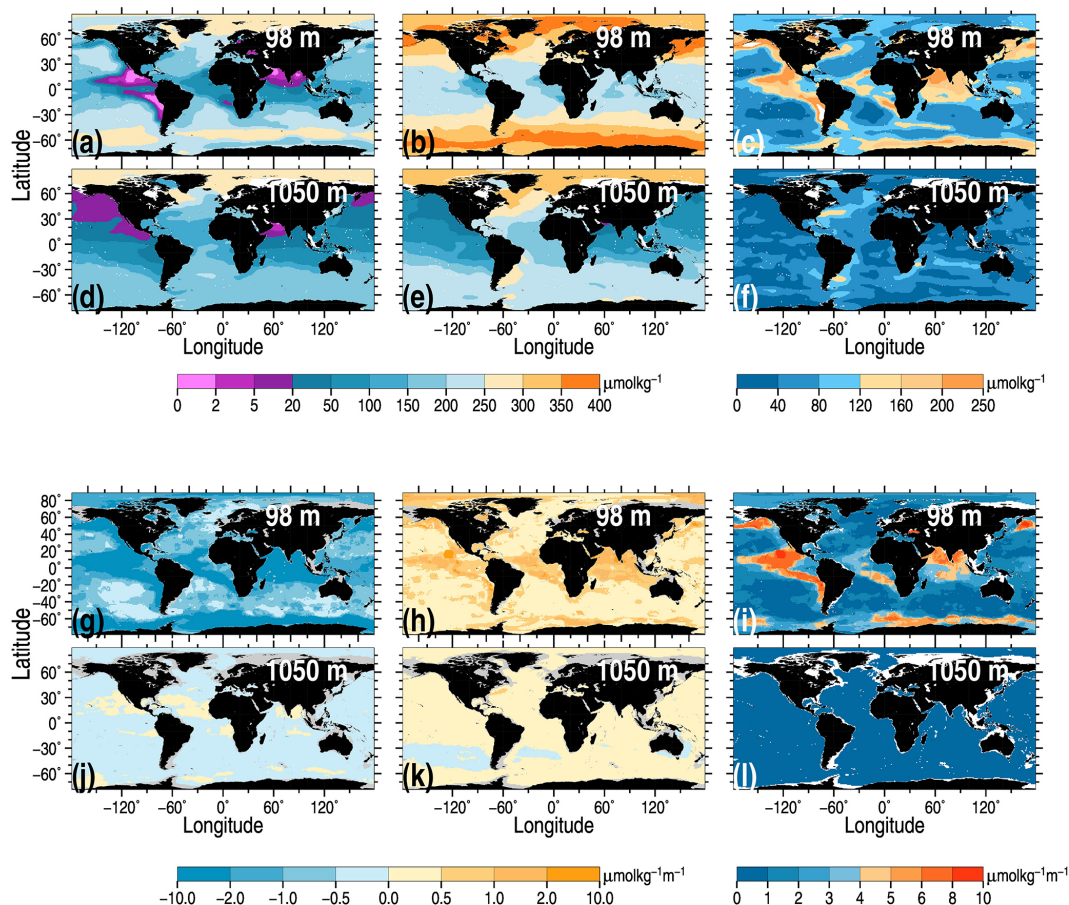 60° 30° 0° −30° −60°
98 m 98 m 98 m
(a) (b) (c)
Latitude
60° 30° 0° −30° −60°
1050 m 1050 m 1050 m
(d) (e) (f)
−120° −60° 0° 60° 120° −120° −60° 0° 60° 120° −120° −60° 0° 60° 120°
Longitude Longitude Longitude
μmolkg⁻¹ μmolkg⁻¹
0 2 5 20 50 100 150 200 250 300 350 400 0 40 80 120 160 200 250
80° 60° 40° 20° 0° −20° −40° −60°
98 m 98 m 98 m
(g) (h) (i)
Latitude
60° 30° 0° −30° −60°
1050 m 1050 m 1050 m
(j) (k) (l)
−120° −60° 0° 60° 120° −120° −60° 0° 60° 120° −120° −60° 0° 60° 120°
Longitude Longitude Longitude
μmolkg⁻¹m⁻¹ μmolkg⁻¹m⁻¹
−10.0 −2.0 −1.0 −0.5 0.0 0.5 1.0 2.0 10.0 0 1 2 3 4 5 6 8 10